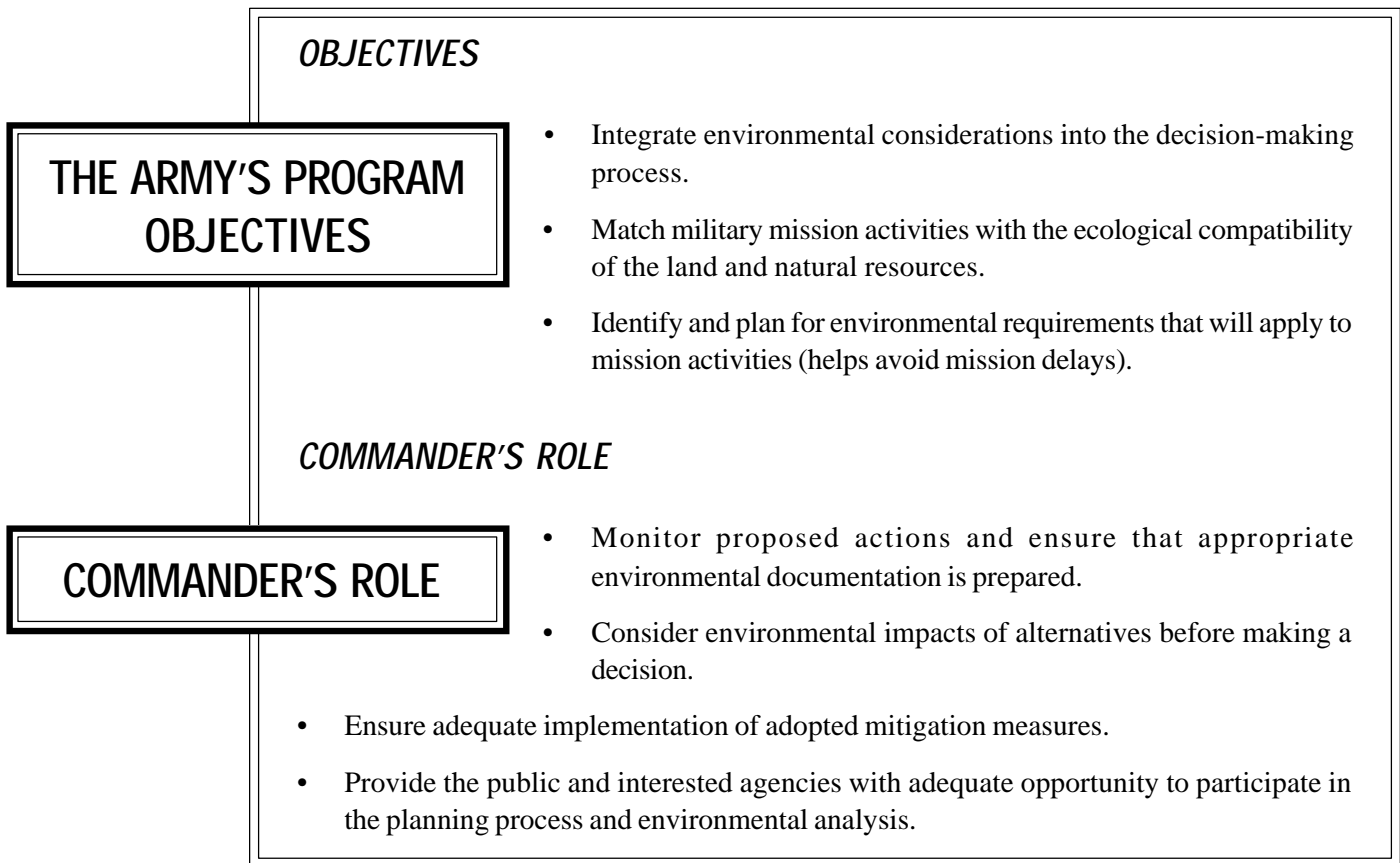 OBJECTIVES
THE ARMY'S PROGRAM
OBJECTIVES
• Integrate environmental considerations into the decision-making
process.
• Match military mission activities with the ecological compatibility
of the land and natural resources.
• Identify and plan for environmental requirements that will apply to
mission activities (helps avoid mission delays).
COMMANDER'S ROLE
COMMANDER'S ROLE
• Monitor proposed actions and ensure that appropriate
environmental documentation is prepared.
• Consider environmental impacts of alternatives before making a
decision.
• Ensure adequate implementation of adopted mitigation measures.
• Provide the public and interested agencies with adequate opportunity to participate in
the planning process and environmental analysis.